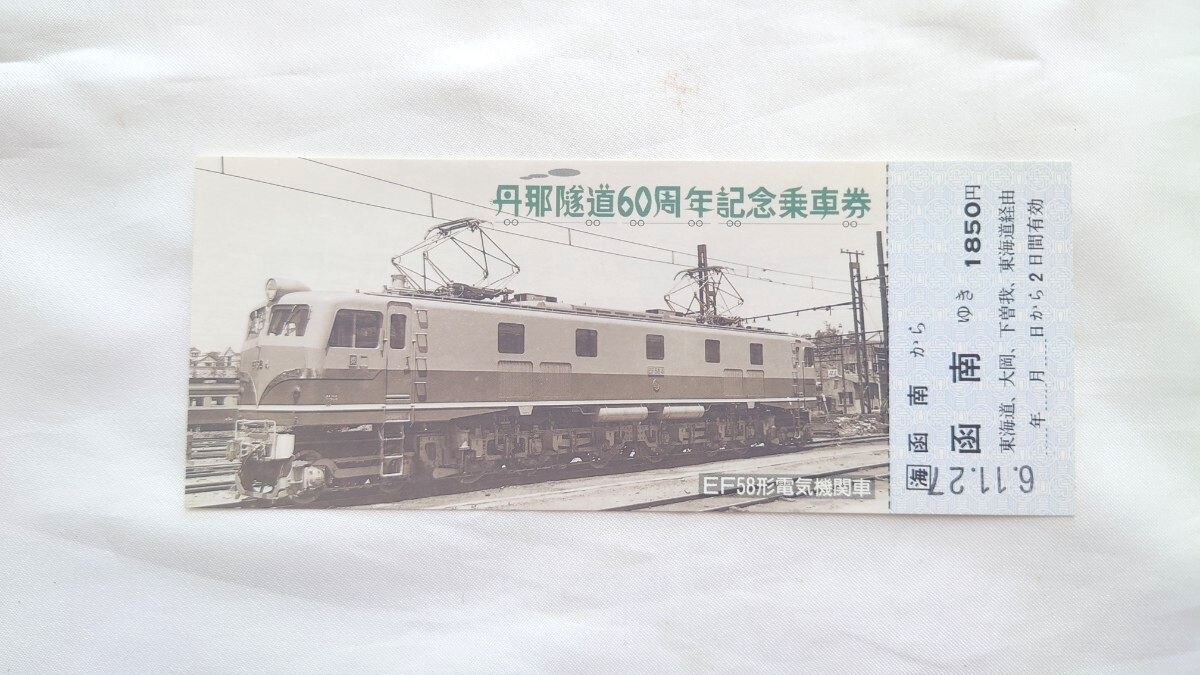 丹那隧道60周年記念乗車券
EF58形電気機関車
函南から
函南ゆき 1850円
東海道、大岡、下曽我、東海道経由
年 月 日から2日間有効
海
6.11.27